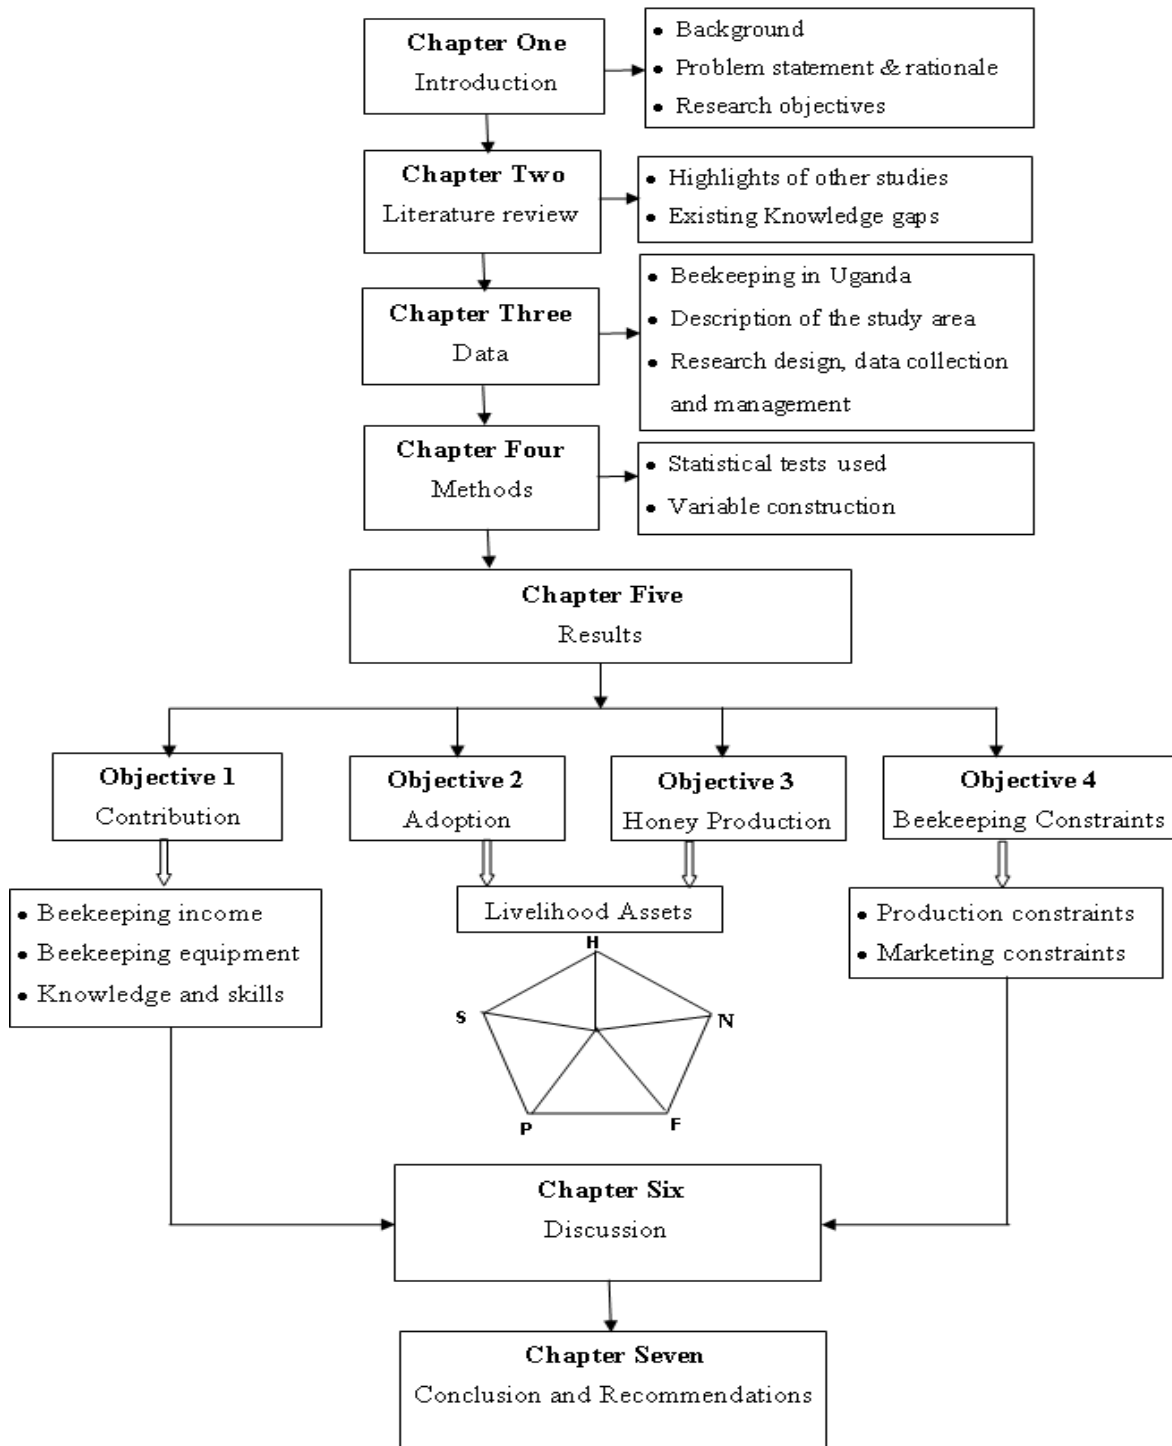 Chapter One
Introduction
• Background
• Problem statement & rationale
• Research objectives
Chapter Two
Literature review
• Highlights of other studies
• Existing Knowledge gaps
Chapter Three
Data
• Beekeeping in Uganda
• Description of the study area
• Research design, data collection
and management
Chapter Four
Methods
• Statistical tests used
• Variable construction
Chapter Five
Results
Objective 1
Contribution
Objective 2
Adoption
Objective 3
Honey Production
Objective 4
Beekeeping Constraints
• Beekeeping income
• Beekeeping equipment
• Knowledge and skills
Livelihood Assets
H
S
N
P
F
• Production constraints
• Marketing constraints
Chapter Six
Discussion
Chapter Seven
Conclusion and Recommendations